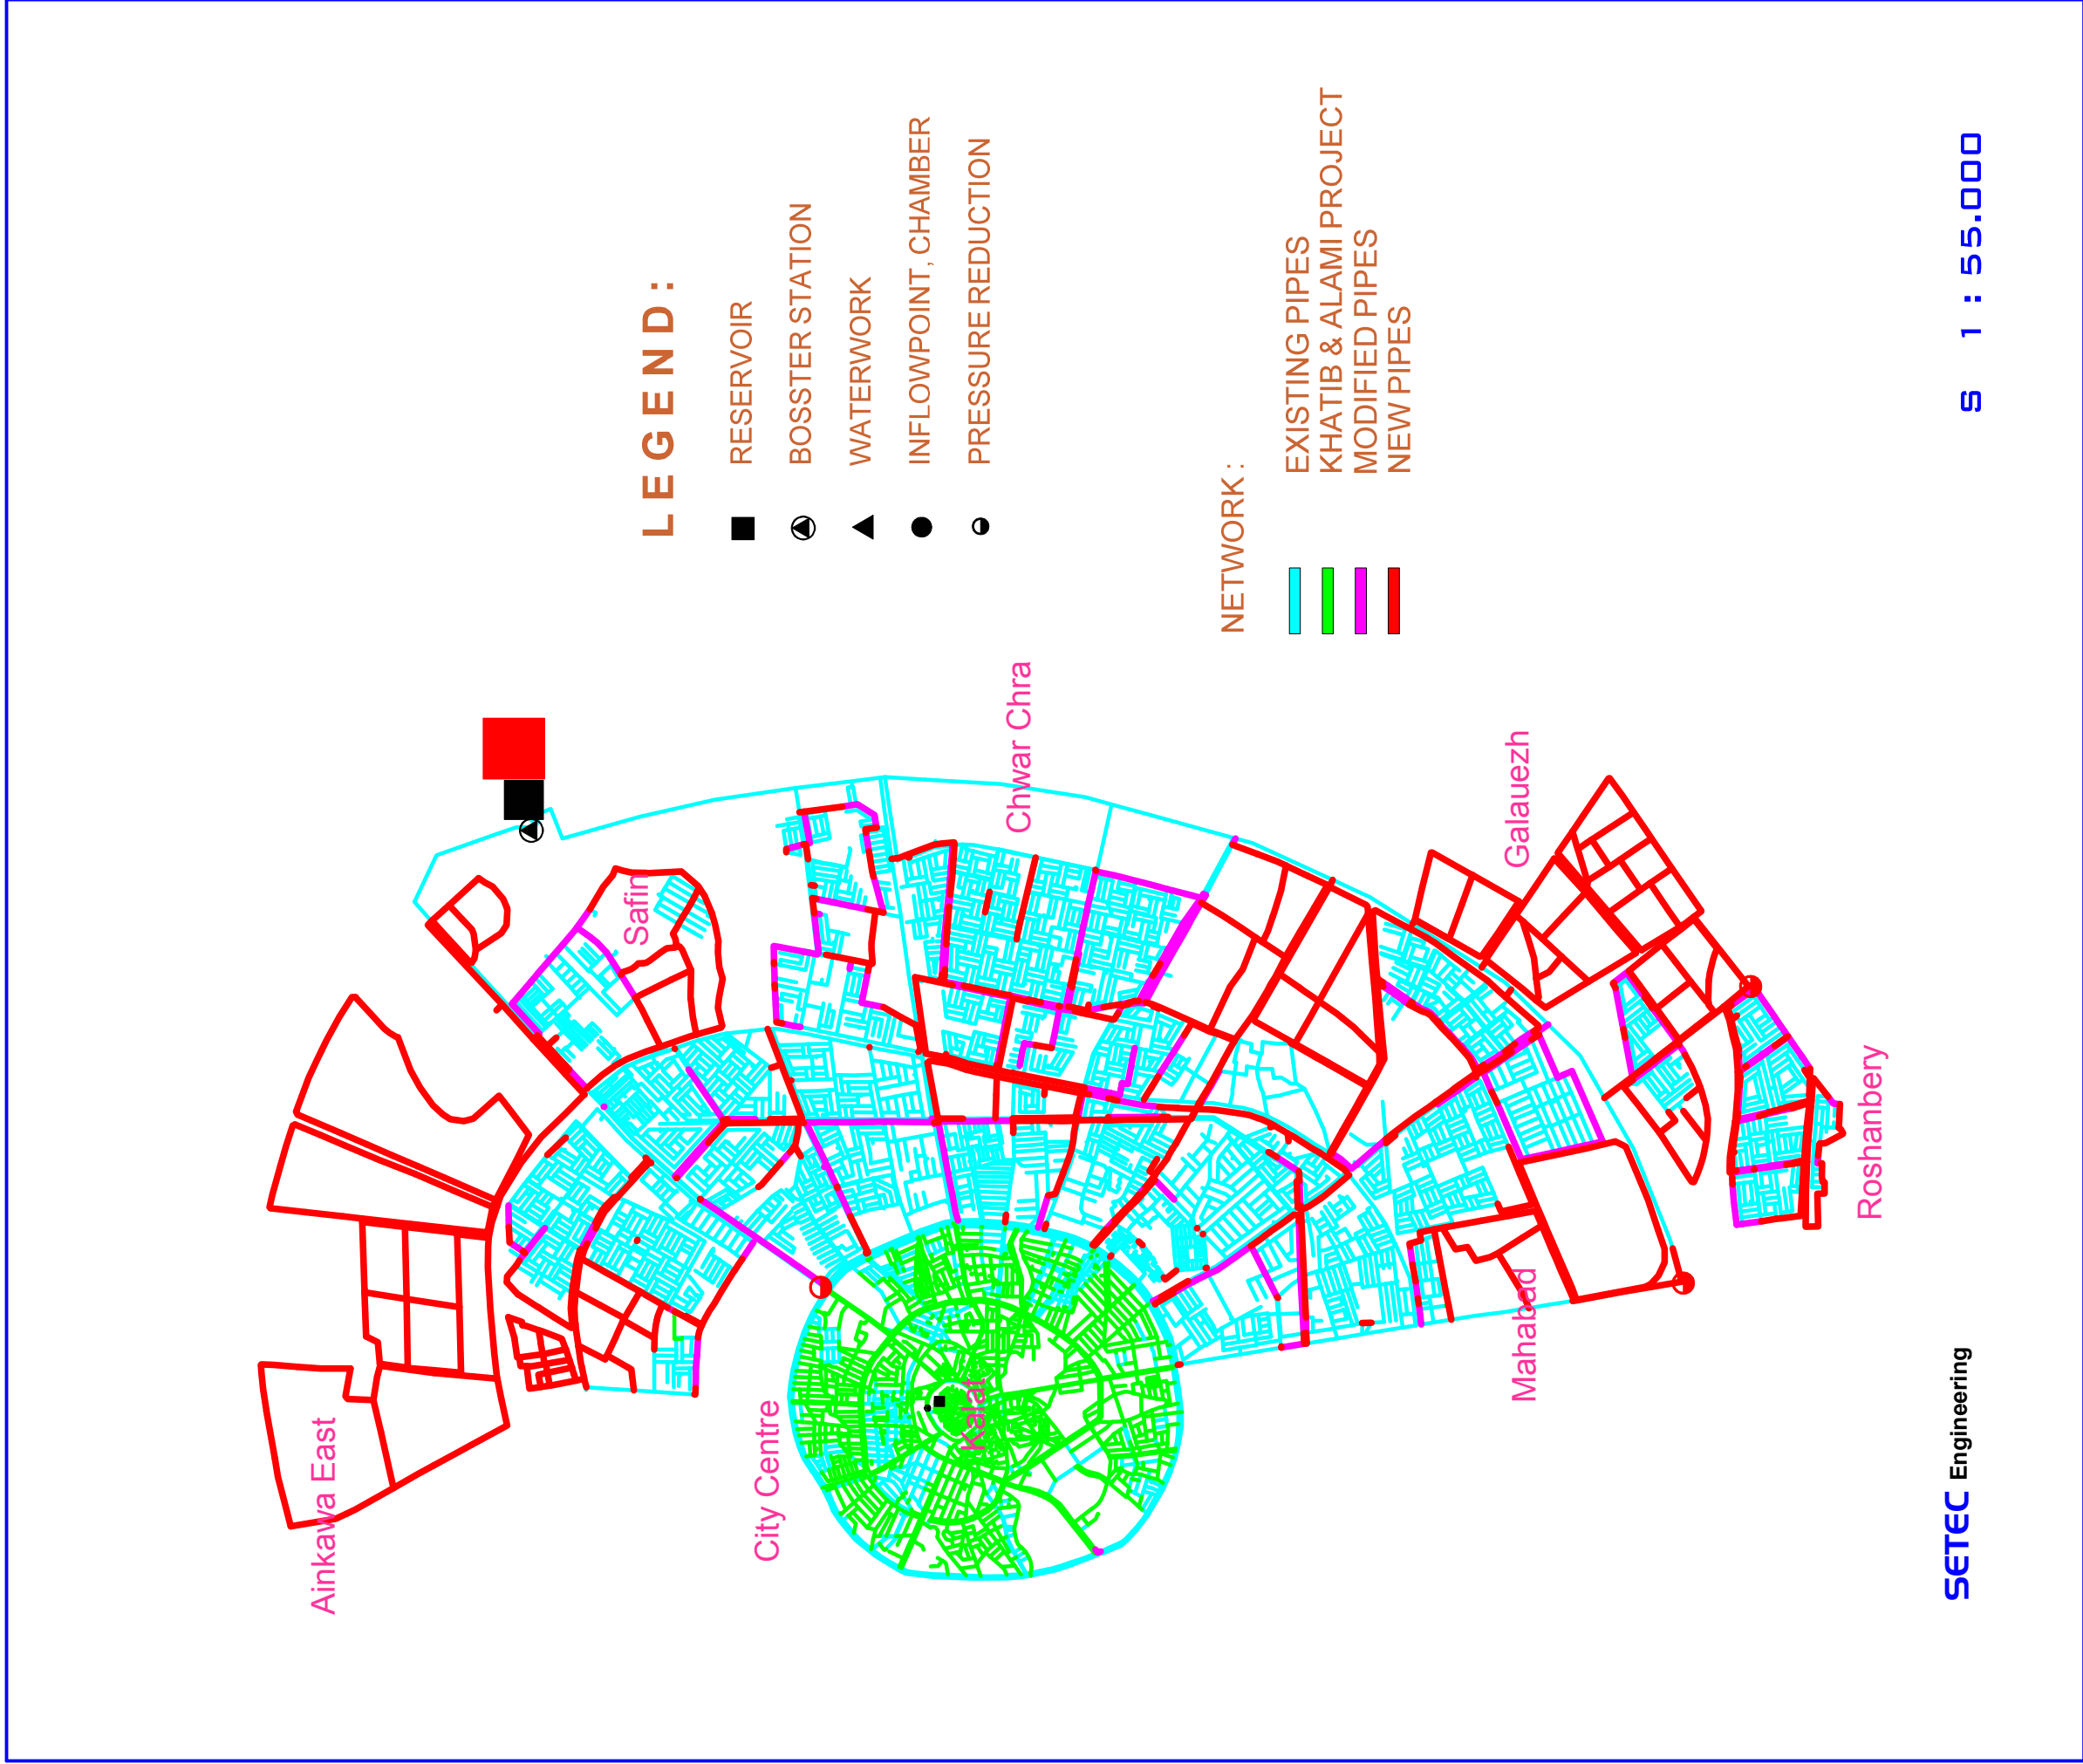 LEGEND:
RESERVOIR
BOSSTER STATION
WATERWORK
INFLOWPOINT, CHAMBER
PRESSURE REDUCTION
NETWORK :
EXISTING PIPES
KHATIB & ALAMI PROJECT
MODIFIED PIPES
NEW PIPES
Ainkawa East
Safin
City Centre
Kalat
Chwar Chra
Galauezh
Mahabad
Roshanbery
S 1 : 55.000
SETEC Engineering